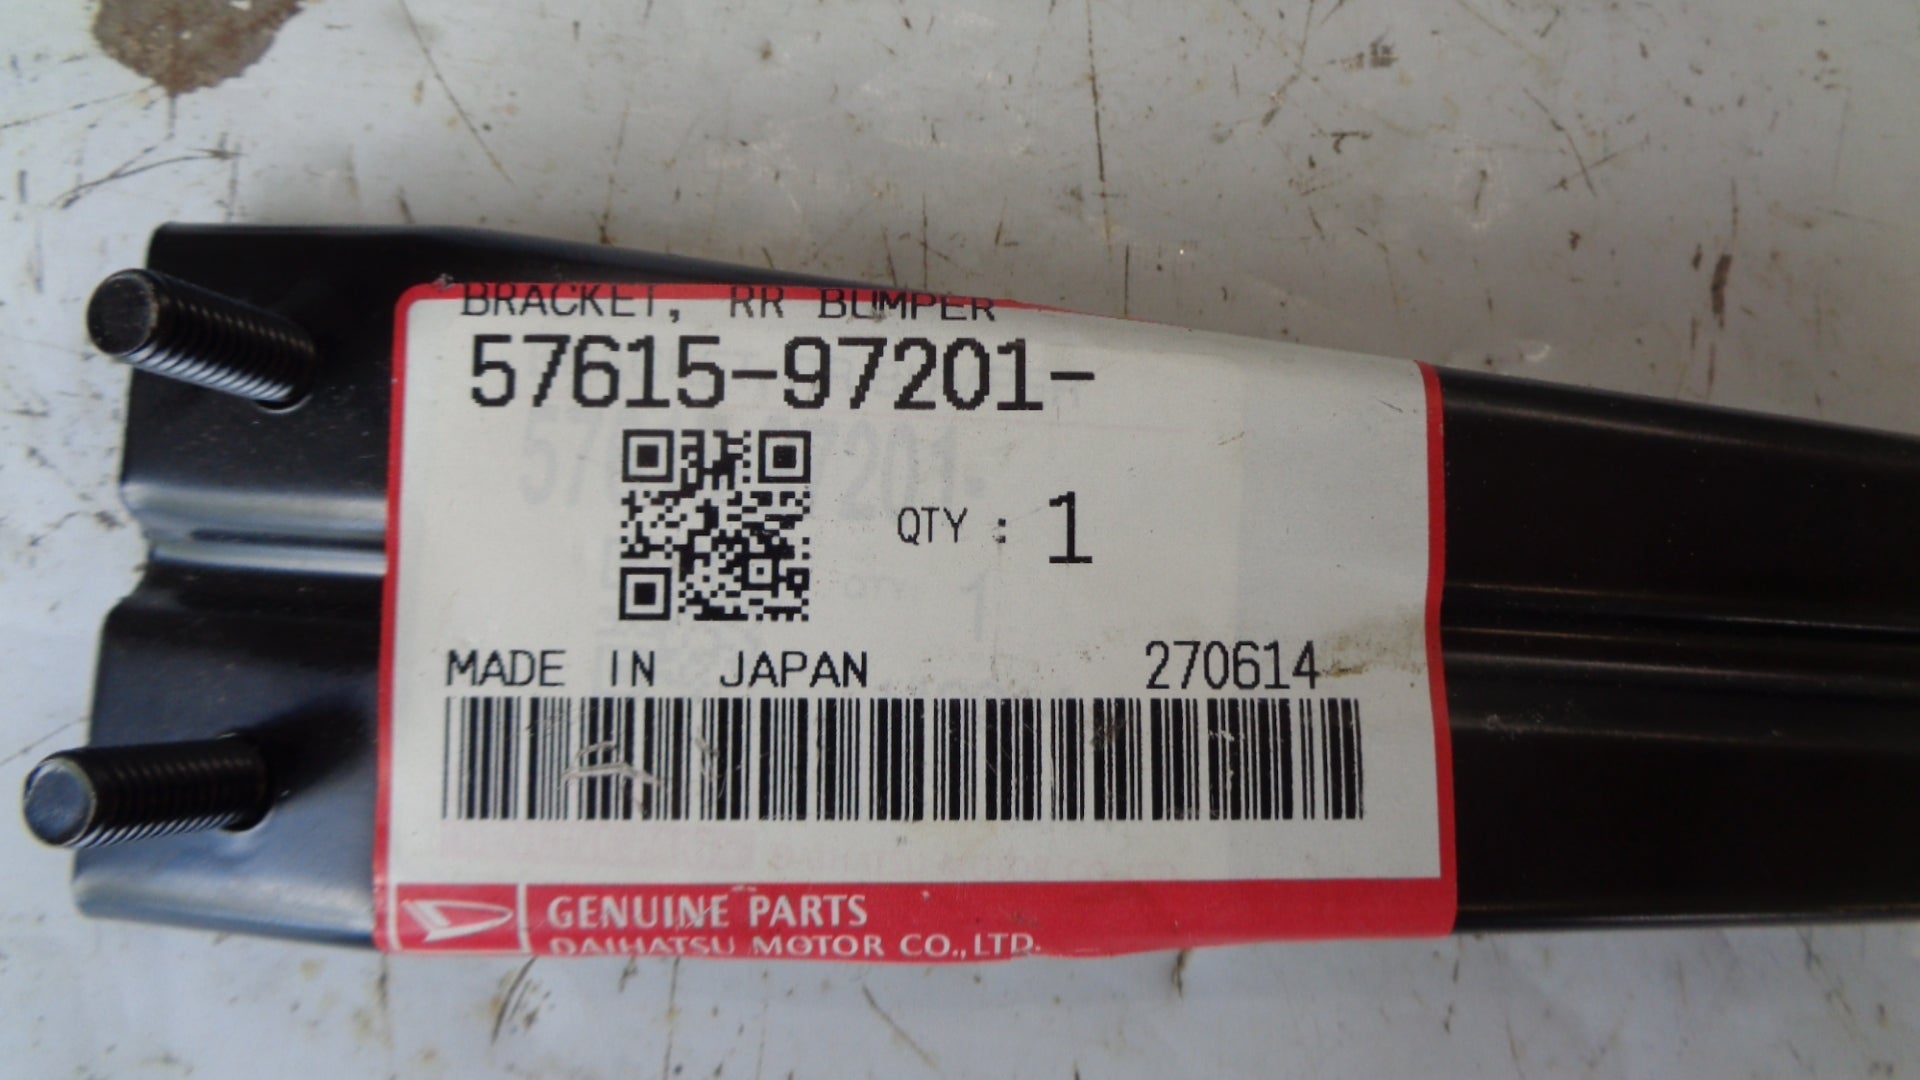 BRACKET, RR BUMPER
57615-97201-
QTY : 1
MADE IN JAPAN 270614
GENUINE PARTS
DAIHATSU MOTOR CO.,LTD.